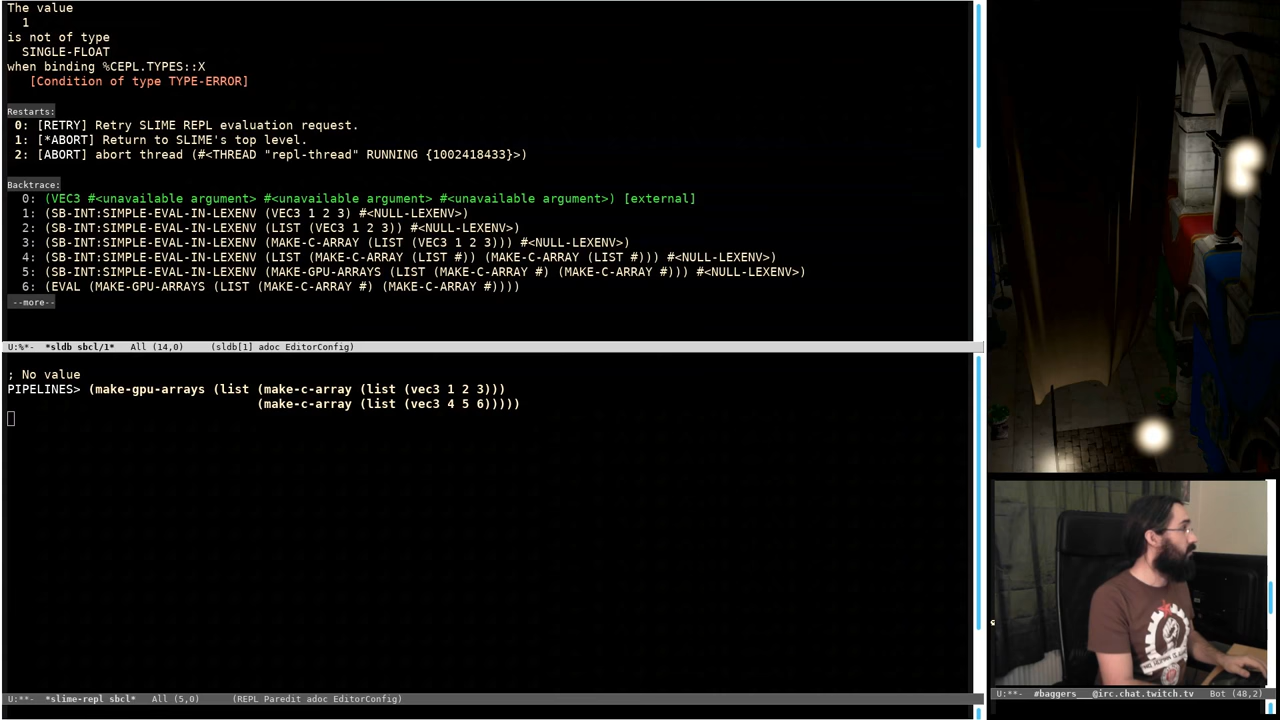 The value
1
is not of type
SINGLE-FLOAT
when binding %CEPL.TYPES::X
[Condition of type TYPE-ERROR]
Restarts:
0: [RETRY] Retry SLIME REPL evaluation request.
1: [*ABORT] Return to SLIME's top level.
2: [ABORT] abort thread (#<THREAD "repl-thread" RUNNING {1002418433}>)
Backtrace:
0: (VEC3 #<unavailable argument> #<unavailable argument> #<unavailable argument>) [external]
1: (SB-INT:SIMPLE-EVAL-IN-LEXENV (VEC3 1 2 3) #<NULL-LEXENV>)
2: (SB-INT:SIMPLE-EVAL-IN-LEXENV (LIST (VEC3 1 2 3)) #<NULL-LEXENV>)
3: (SB-INT:SIMPLE-EVAL-IN-LEXENV (MAKE-C-ARRAY (LIST (VEC3 1 2 3))) #<NULL-LEXENV>)
4: (SB-INT:SIMPLE-EVAL-IN-LEXENV (LIST (MAKE-C-ARRAY (LIST #)) (MAKE-C-ARRAY (LIST #))) #<NULL-LEXENV>)
5: (SB-INT:SIMPLE-EVAL-IN-LEXENV (MAKE-GPU-ARRAYS (LIST (MAKE-C-ARRAY #) (MAKE-C-ARRAY #))) #<NULL-LEXENV>)
6: (EVAL (MAKE-GPU-ARRAYS (LIST (MAKE-C-ARRAY #) (MAKE-C-ARRAY #))))
--more--
U:%*-  *sldb sbcl/1*   All (14,0)     (sldb[1] adoc EditorConfig)
; No value
PIPELINES> (make-gpu-arrays (list (make-c-array (list (vec3 1 2 3)))
(make-c-array (list (vec3 4 5 6)))))
U:**-  *slime-repl sbcl*   All (5,0)     (REPL Paredit adoc EditorConfig)
U:**-  #baggers___@irc.chat.twitch.tv   Bot (48,2)